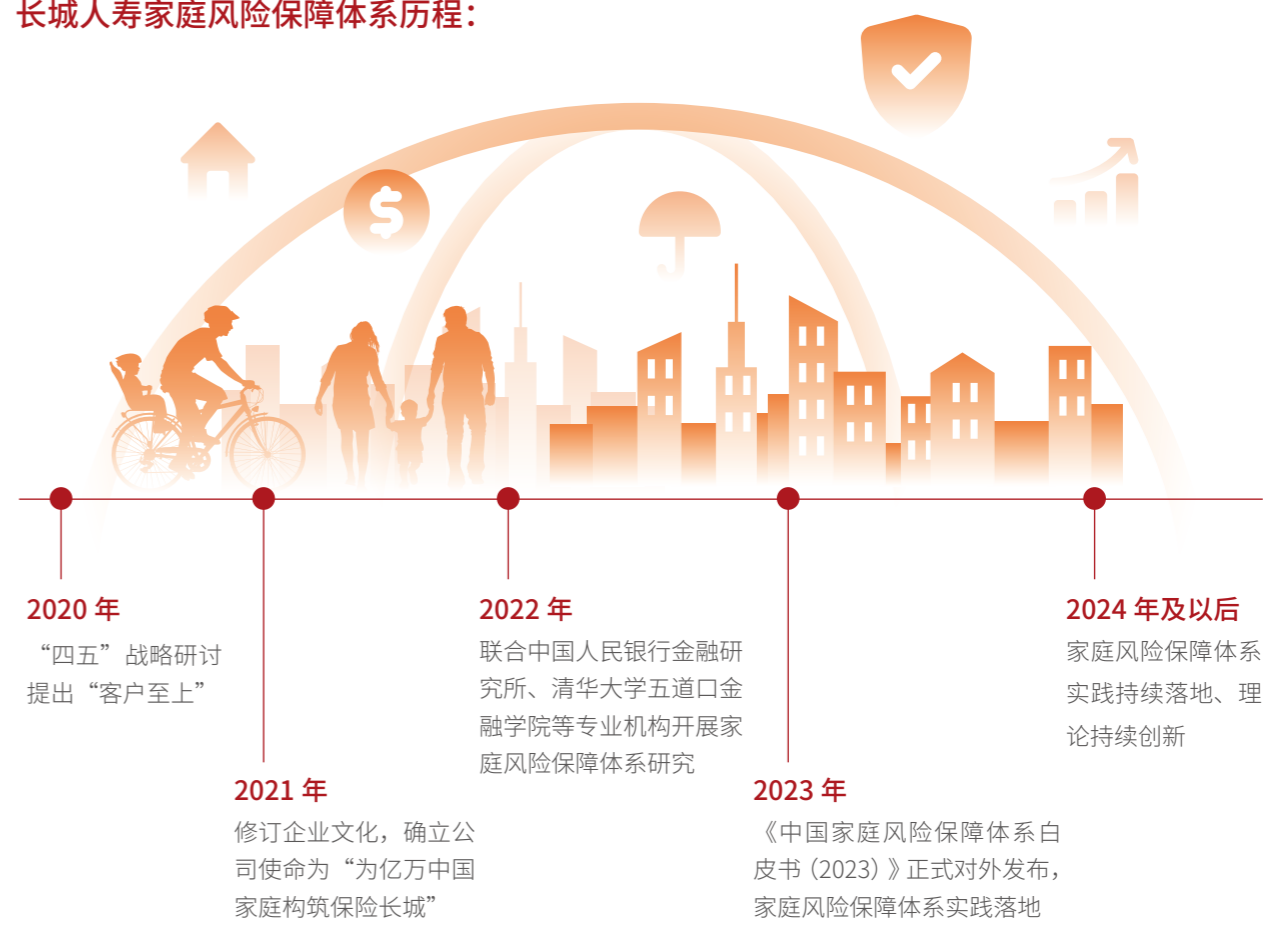 长城人寿家庭风险保障体系历程：
2020 年
“四五”战略研讨
提出“客户至上”
2021 年
修订企业文化，确立公
司使命为“为亿万中国
家庭构筑保险长城”
2022 年
联合中国人民银行金融研
究所、清华大学五道口金
融学院等专业机构开展家
庭风险保障体系研究
2023 年
《中国家庭风险保障体系白
皮书（2023）》正式对外发布，
家庭风险保障体系实践落地
2024 年及以后
家庭风险保障体系
实践持续落地、理
论持续创新